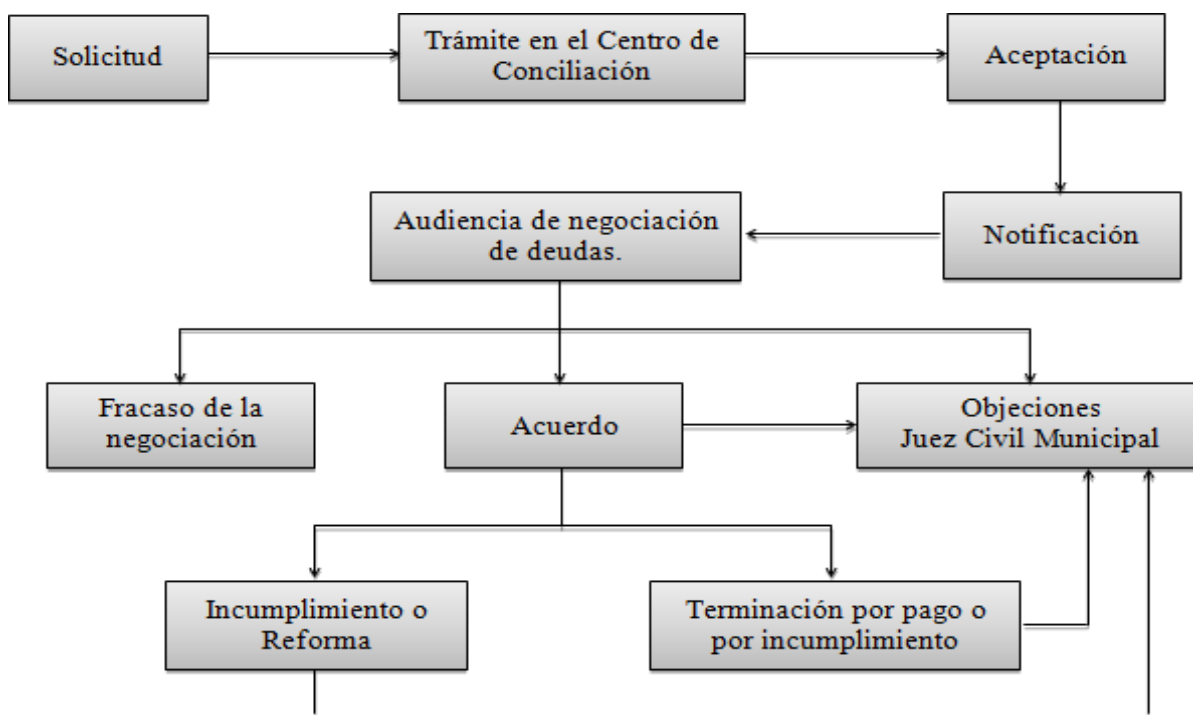 Solicitud
Trámite en el Centro de
Conciliación
Aceptación
Audiencia de negociación
de deudas.
Notificación
Fracaso de la
negociación
Acuerdo
Objeciones
Juez Civil Municipal
Incumplimiento o
Reforma
Terminación por pago o
por incumplimiento